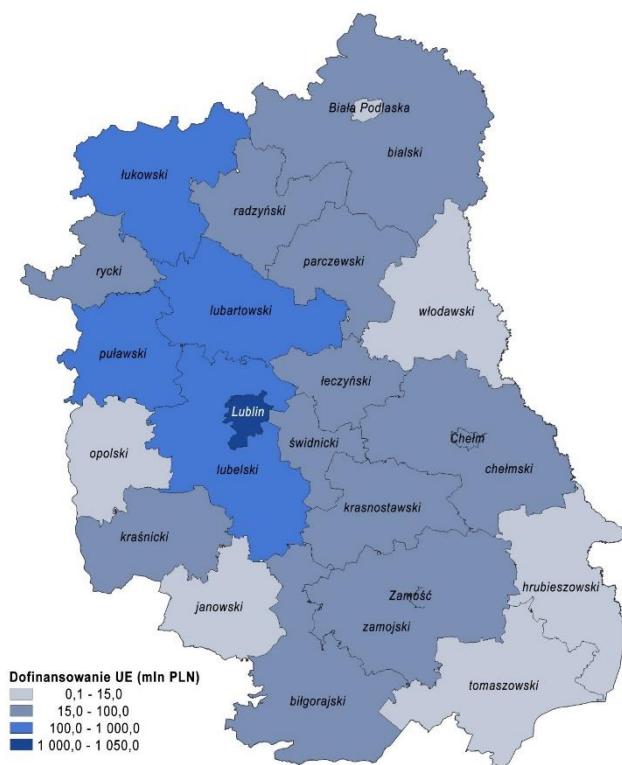 Biała Podlaska
bialski
łukowski
radzyński
parczewski
rycki
lubartowski
włodawski
puławski
łeczyński
Lublin
świdnicki
Chełm
opolski
lubelski
chełmski
krasnostawski
kraśnicki
hrubieszowski
janowski
Zamość
zamojski
tomaszowski
biłgorajski
Dofinansowanie UE (mln PLN)
0,1 - 15,0
15,0 - 100,0
100,0 - 1 000,0
1 000,0 - 1 050,0